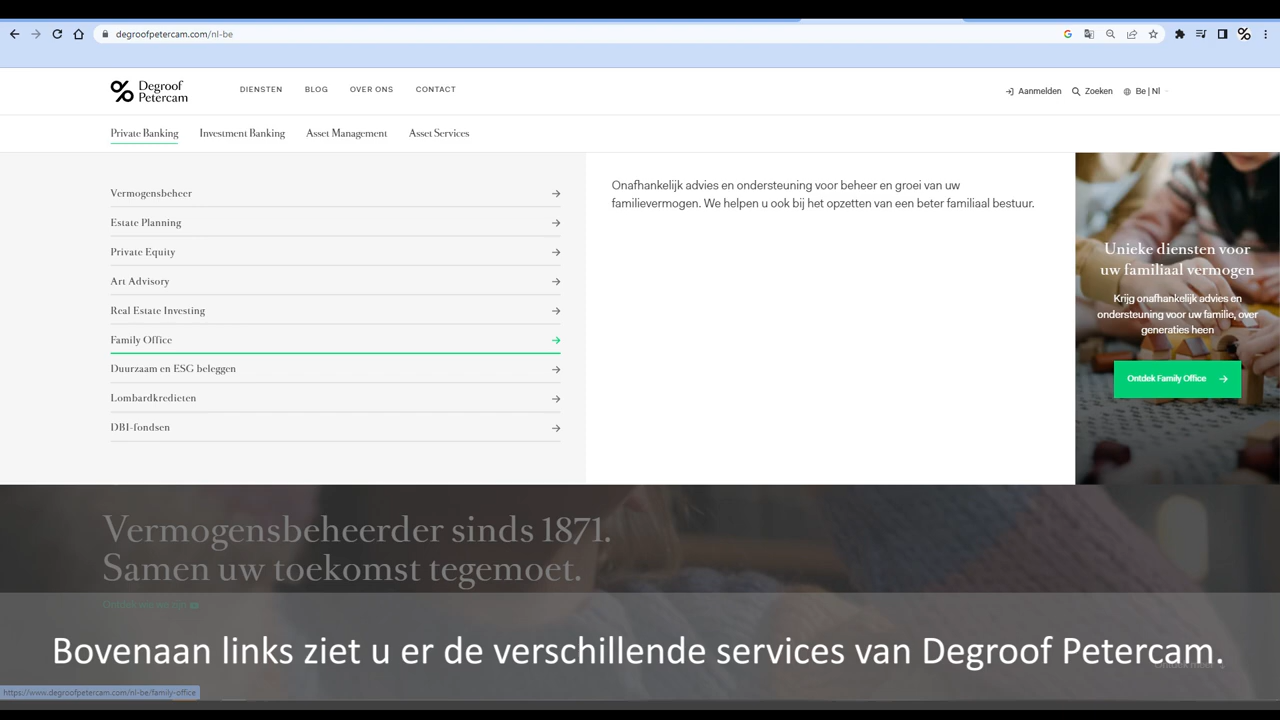 degroofpetercam.com/nl-be
Degroof
Petercam
DIENSTEN
BLOG
OVER ONS
CONTACT
Aanmelden
Zoeken
Be | Nl
Private Banking
Investment Banking
Asset Management
Asset Services
Vermogensbeheer
Estate Planning
Private Equity
Art Advisory
Real Estate Investing
Family Office
Duurzaam en ESG beleggen
Lombardkredieten
DBI-fondsen
Onafhankelijk advies en ondersteuning voor beheer en groei van uw
familievermogen. We helpen u ook bij het opzetten van een beter familiaal bestuur.
Unieke diensten voor
uw familiaal vermogen
Krijg onafhankelijk advies en
ondersteuning voor uw familie, over
generaties heen
Ontdek Family Office
Vermogensbeheerder sinds 1871.
Samen uw toekomst tegemoet.
Ontdek wie we zijn
Bovenaan links ziet u er de verschillende services van Degroof Petercam.
https://www.degroofpetercam.com/nl-be/family-office